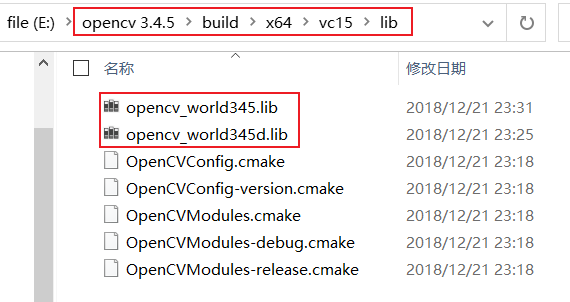 file (E:) > opencv 3.4.5 > build > x64 > vc15 > lib
名称 修改日期
opencv_world345.lib 2018/12/21 23:31
opencv_world345d.lib 2018/12/21 23:25
OpenCVConfig.cmake 2018/12/21 23:18
OpenCVConfig-version.cmake 2018/12/21 23:18
OpenCVModules.cmake 2018/12/21 23:18
OpenCVModules-debug.cmake 2018/12/21 23:18
OpenCVModules-release.cmake 2018/12/21 23:18